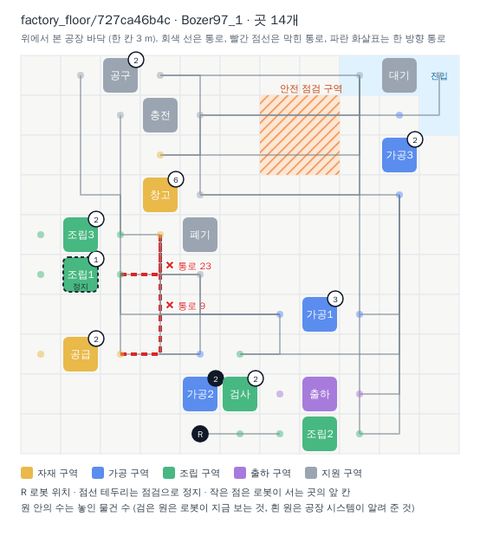 factory_floor/727ca46b4c · Bozer97_1 · 곳 14개
위에서 본 공장 바닥 (한 칸 3 m). 회색 선은 통로, 빨간 점선은 막힌 통로, 파란 화살표는 한 방향 통로
공구 2
대기
전립
안전 점검 구역
충전
가공3 2
창고 6
조립3 2
폐기
✖ 통로 23
조립1 1
정지
✖ 통로 9
가공1 3
공급 2
가공2 2
검사 2
출하
R
조립2
자재 구역 가공 구역 조립 구역 출하 구역 지원 구역
R 로봇 위치 · 점선 테두리는 점검으로 정지 · 작은 점은 로봇이 서는 곳의 앞 칸
원 안의 수는 놓인 물건 수 (검은 원은 로봇이 지금 보는 것, 흰 원은 공장 시스템이 알려 준 것)